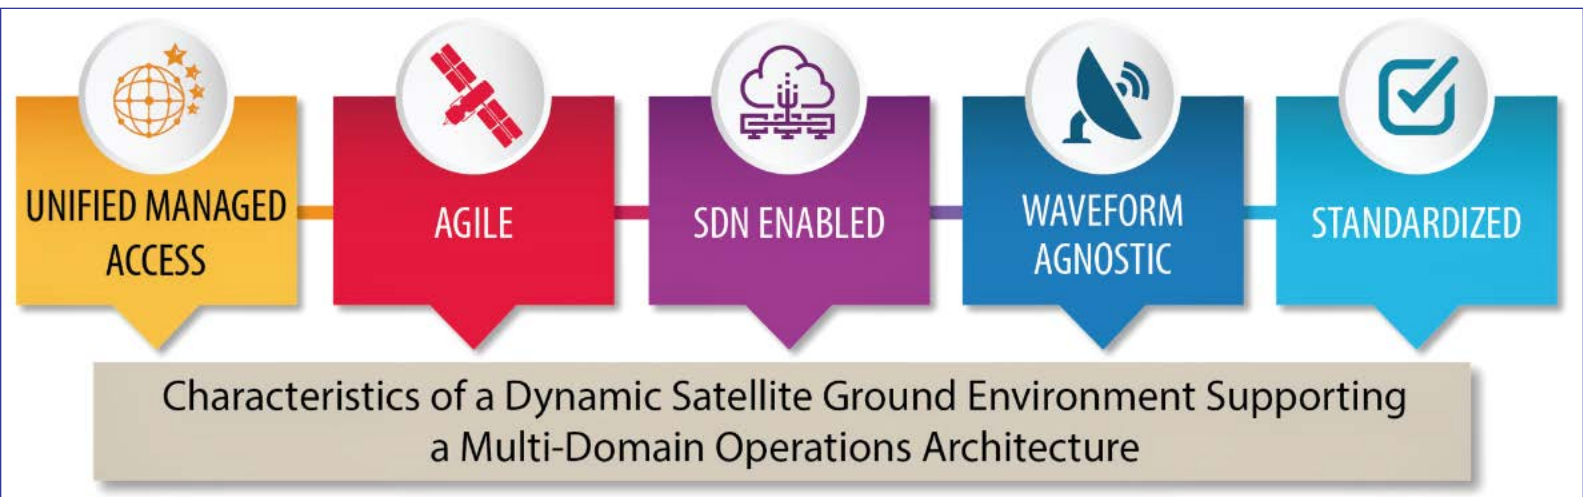 UNIFIED MANAGED
ACCESS
AGILE
SDN ENABLED
WAVEFORM
AGNOSTIC
STANDARDIZED
Characteristics of a Dynamic Satellite Ground Environment Supporting
a Multi-Domain Operations Architecture